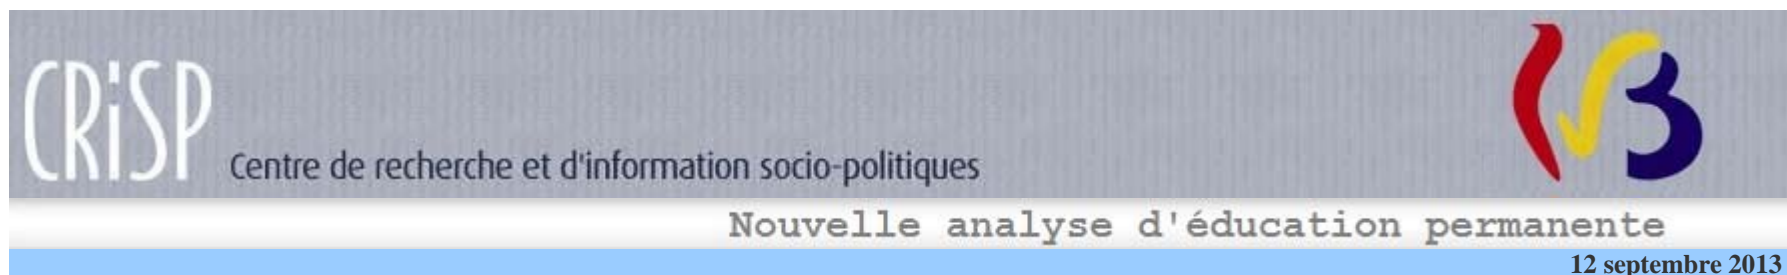 CRiSP
Centre de recherche et d'information socio-politiques
Nouvelle analyse d'éducation permanente
12 septembre 2013